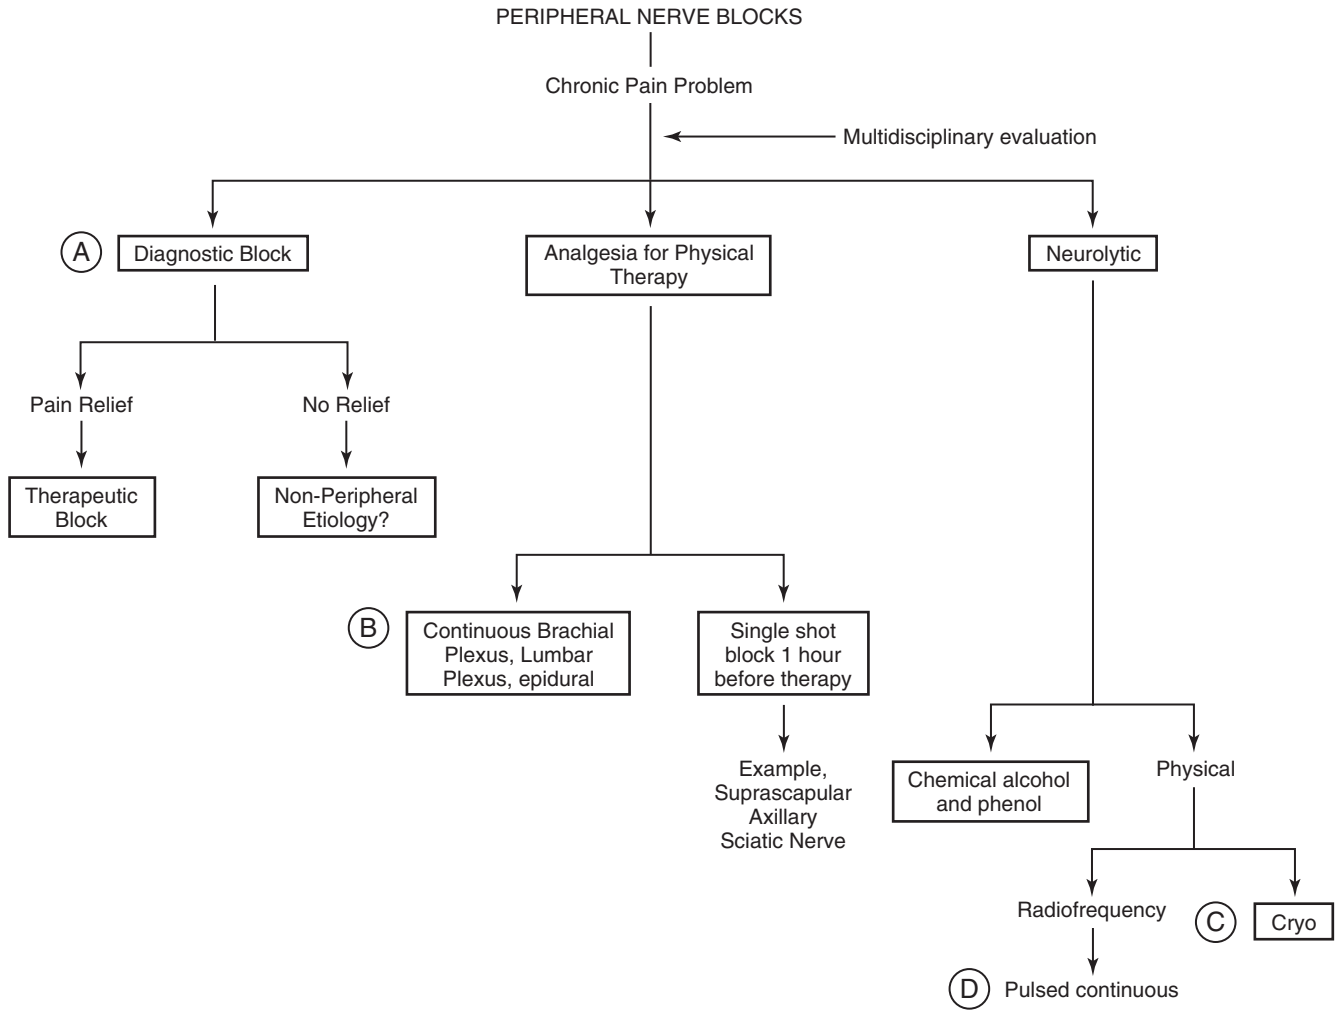 PERIPHERAL NERVE BLOCKS
Chronic Pain Problem
Multidisciplinary evaluation
A
Diagnostic Block
Analgesia for Physical
Therapy
Neurolytic
Pain Relief
No Relief
Therapeutic
Block
Non-Peripheral
Etiology?
B
Continuous Brachial
Plexus, Lumbar
Plexus, epidural
Single shot
block 1 hour
before therapy
Example,
Suprascapular
Axillary
Sciatic Nerve
Chemical alcohol
and phenol
Physical
Radiofrequency
C
Cryo
D
Pulsed continuous